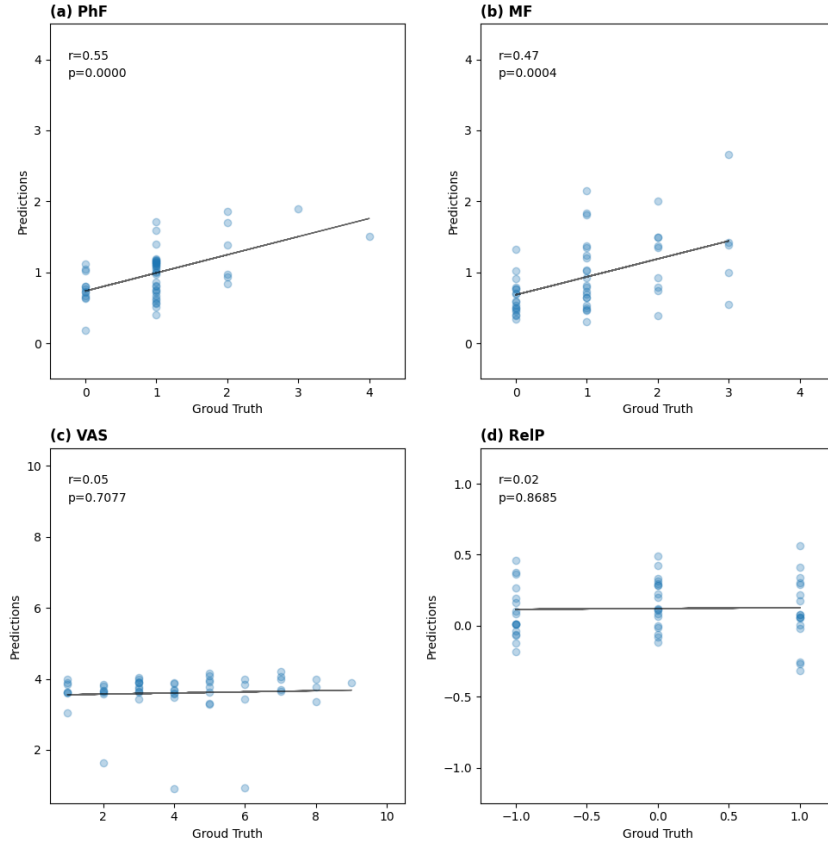 (a) PhF
r=0.55
p=0.0000
4
3
2
1
0
Predictions
0 1 2 3 4
Groud Truth
(b) MF
r=0.47
p=0.0004
4
3
2
1
0
Predictions
0 1 2 3 4
Groud Truth
(c) VAS
r=0.05
p=0.7077
10
8
6
4
2
Predictions
2 4 6 8 10
Groud Truth
(d) RelP
r=0.02
p=0.8685
1.0
0.5
0.0
−0.5
−1.0
Predictions
−1.0 −0.5 0.0 0.5 1.0
Groud Truth